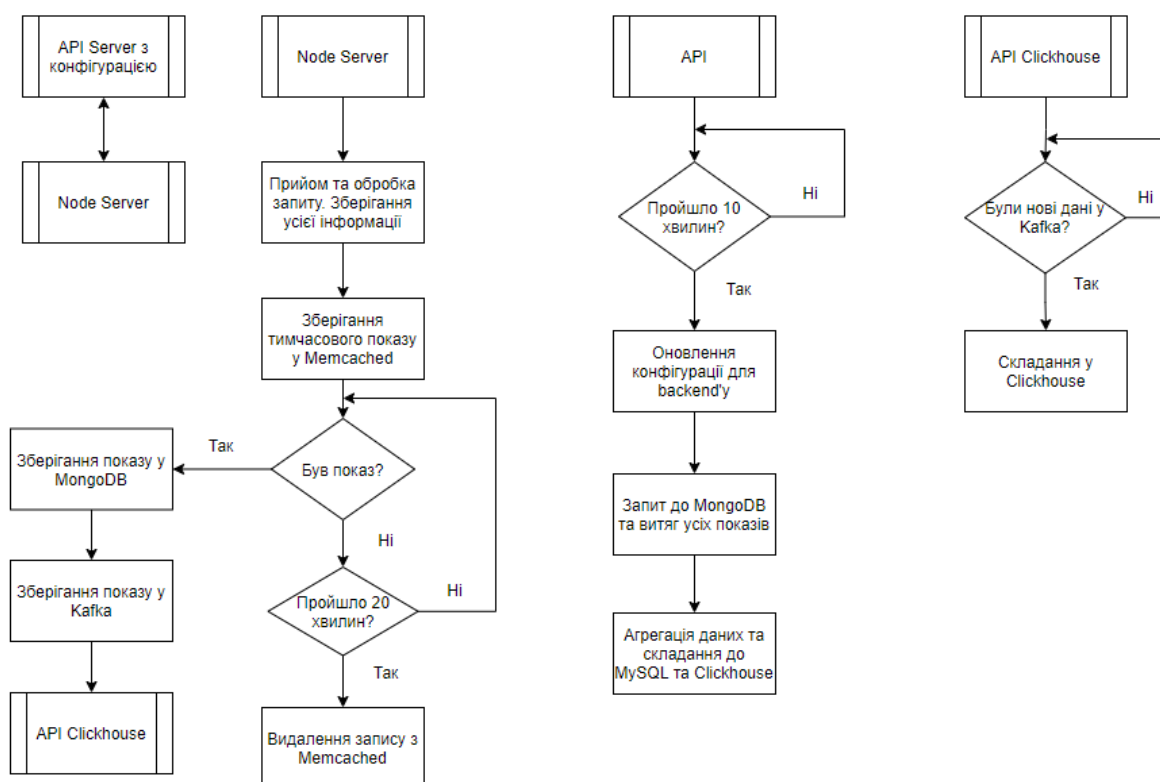 API Server з
конфігурацією
Node Server
Node Server
Прийом та обробка
запиту. Зберігання
усієї інформації
Зберігання
тимчасового показу
у Memcached
Був показ?
Так
Зберігання показу у
MongoDB
Зберігання показу у
Kafka
API Clickhouse
Ні
Пройшло 20
хвилин?
Ні
Так
Видалення запису з
Memcached
API
Пройшло 10
хвилин?
Ні
Так
Оновлення
конфігурації для
backend'у
Запит до MongoDB
та витяг усіх показів
Агрегація даних та
складання до
MySQL та Clickhouse
API Clickhouse
Були нові дані у
Kafka?
Ні
Так
Складання у
Clickhouse